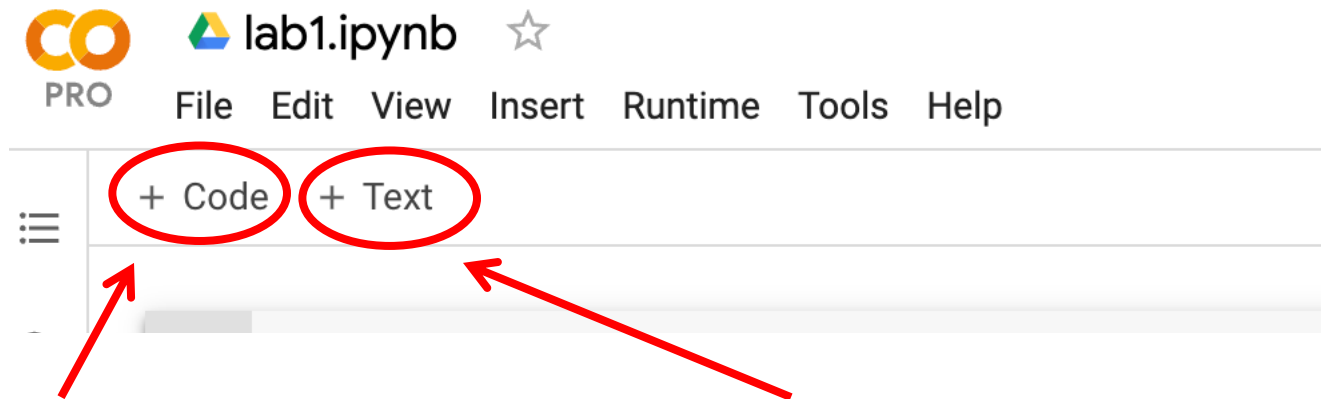 CO lab1.ipynb
PRO
File Edit View Insert Runtime Tools Help
+ Code + Text